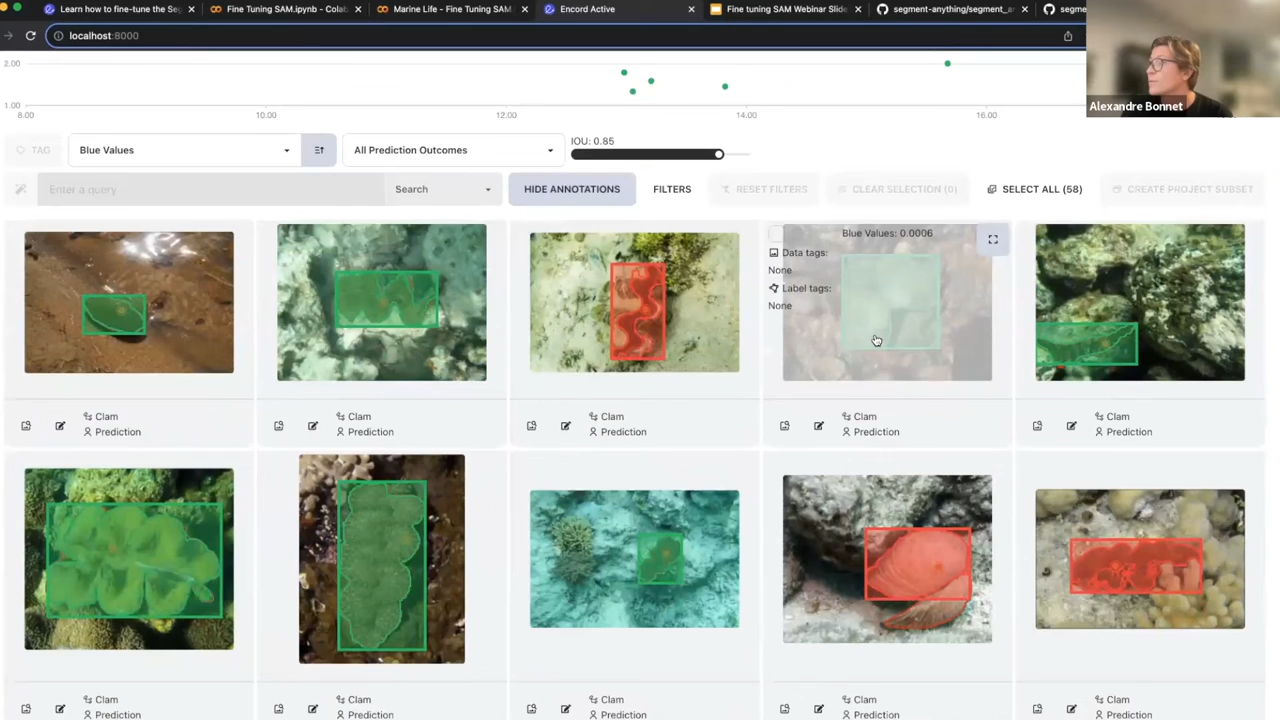 Learn how to fine-tune the Seg
Fine Tuning SAM.ipynb - Colab
Marine Life - Fine Tuning SAM.
Encord Active
Fine tuning SAM Webinar Slide
segment-anything/segment_a
segme
localhost:8000
2.00
1.00
8.00 10.00 12.00 14.00 16.00
Alexandre Bonnet
TAG
Blue Values
All Prediction Outcomes
IOU: 0.85
Enter a query
Search
HIDE ANNOTATIONS
FILTERS
RESET FILTERS
CLEAR SELECTION (0)
SELECT ALL (58)
CREATE PROJECT SUBSET
Blue Values: 0.0006
Data tags:
None
Label tags:
None
Clam
Prediction
Clam
Prediction
Clam
Prediction
Clam
Prediction
Clam
Prediction
Clam
Prediction
Clam
Prediction
Clam
Prediction
Clam
Prediction
Clam
Prediction